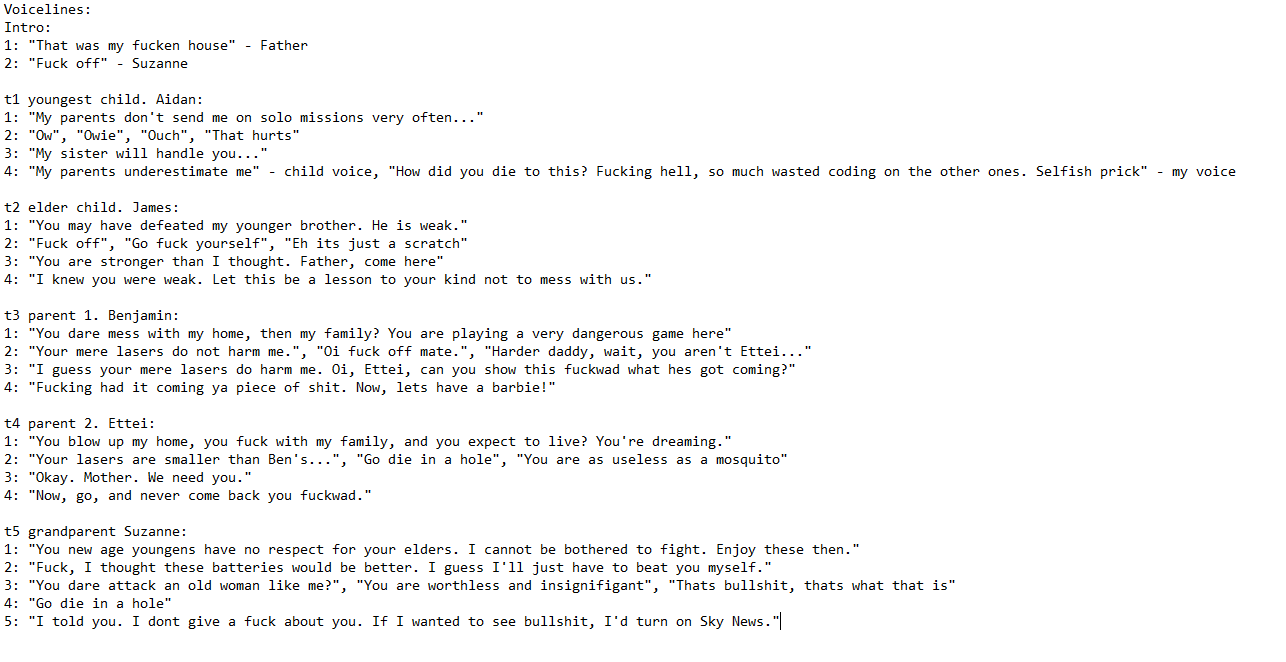 Voicelines:
Intro:
1: "That was my fucken house" - Father
2: "Fuck off" - Suzanne
t1 youngest child. Aidan:
1: "My parents don't send me on solo missions very often..."
2: "Ow", "Owie", "Ouch", "That hurts"
3: "My sister will handle you..."
4: "My parents underestimate me" - child voice, "How did you die to this? Fucking hell, so much wasted coding on the other ones. Selfish prick" - my voice
t2 elder child. James:
1: "You may have defeated my younger brother. He is weak."
2: "Fuck off", "Go fuck yourself", "Eh its just a scratch"
3: "You are stronger than I thought. Father, come here"
4: "I knew you were weak. Let this be a lesson to your kind not to mess with us."
t3 parent 1. Benjamin:
1: "You dare mess with my home, then my family? You are playing a very dangerous game here"
2: "Your mere lasers do not harm me.", "Oi fuck off mate.", "Harder daddy, wait, you aren't Ettei..."
3: "I guess your mere lasers do harm me. Oi, Ettei, can you show this fuckwad what hes got coming?"
4: "Fucking had it coming ya piece of shit. Now, lets have a barbie!"
t4 parent 2. Ettei:
1: "You blow up my home, you fuck with my family, and you expect to live? You're dreaming."
2: "Your lasers are smaller than Ben's...", "Go die in a hole", "You are as useless as a mosquito"
3: "Okay. Mother. We need you."
4: "Now, go, and never come back you fuckwad."
t5 grandparent Suzanne:
1: "You new age youngens have no respect for your elders. I cannot be bothered to fight. Enjoy these then."
2: "Fuck, I thought these batteries would be better. I guess I'll just have to beat you myself."
3: "You dare attack an old woman like me?", "You are worthless and insignifigant", "Thats bullshit, thats what that is"
4: "Go die in a hole"
5: "I told you. I dont give a fuck about you. If I wanted to see bullshit, I'd turn on Sky News."